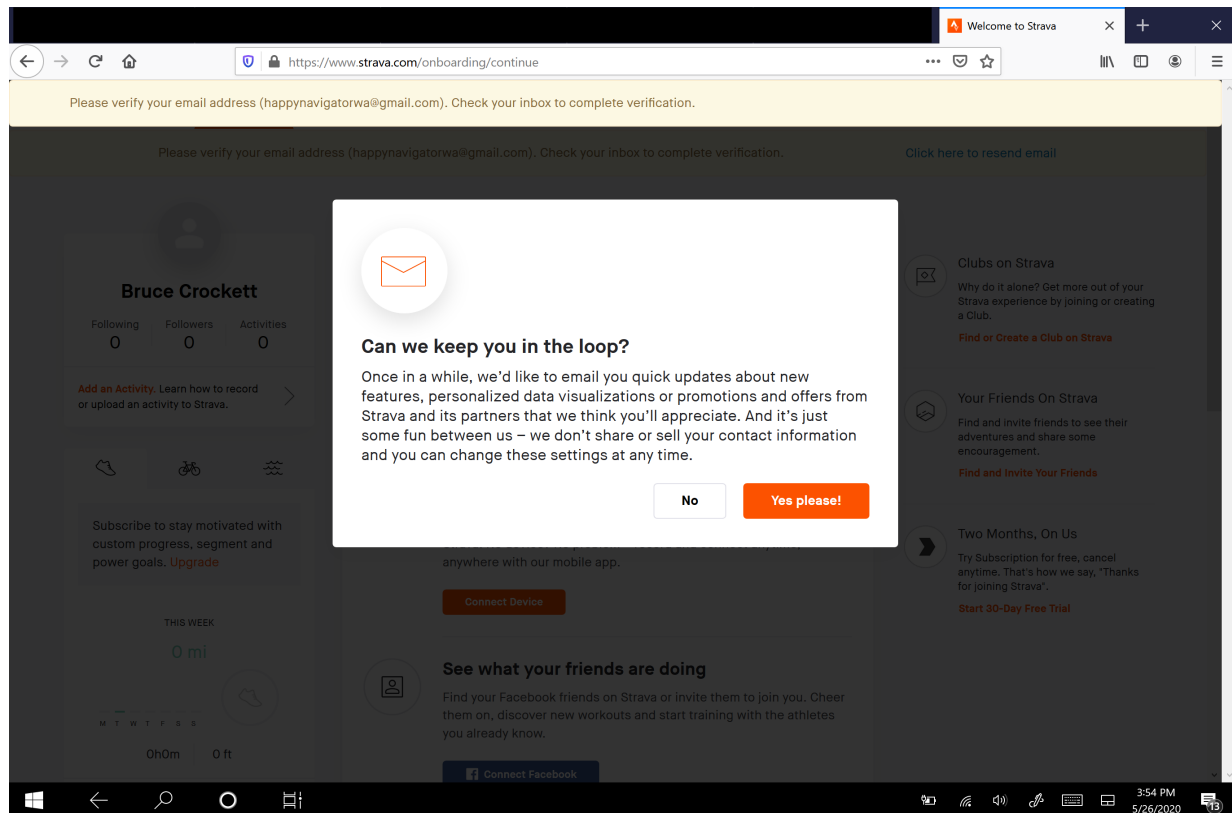 Welcome to Strava
https://www.strava.com/onboarding/continue
Please verify your email address (happynavigatorwa@gmail.com). Check your inbox to complete verification.
Please verify your email address (happynavigatorwa@gmail.com). Check your inbox to complete verification.
Click here to resend email
Bruce Crockett
Following Followers Activities
0 0 0
Add an Activity. Learn how to record
or upload an activity to Strava.
Subscribe to stay motivated with
custom progress, segment and
power goals. Upgrade
THIS WEEK
0 mi
M T W T F S S
0h0m 0 ft
Can we keep you in the loop?
Once in a while, we'd like to email you quick updates about new
features, personalized data visualizations or promotions and offers from
Strava and its partners that we think you'll appreciate. And it's just
some fun between us – we don't share or sell your contact information
and you can change these settings at any time.
No
Yes please!
anywhere with our mobile app.
Connect Device
See what your friends are doing
Find your Facebook friends on Strava or invite them to join you. Cheer
them on, discover new workouts and start training with the athletes
you already know.
Connect Facebook
Clubs on Strava
Why do it alone? Get more out of your
Strava experience by joining or creating
a Club.
Find or Create a Club on Strava
Your Friends On Strava
Find and invite friends to see their
adventures and share some
encouragement.
Find and Invite Your Friends
Two Months, On Us
Try Subscription for free, cancel
anytime. That's how we say, "Thanks
for joining Strava".
Start 30-Day Free Trial
3:54 PM
5/26/2020
13